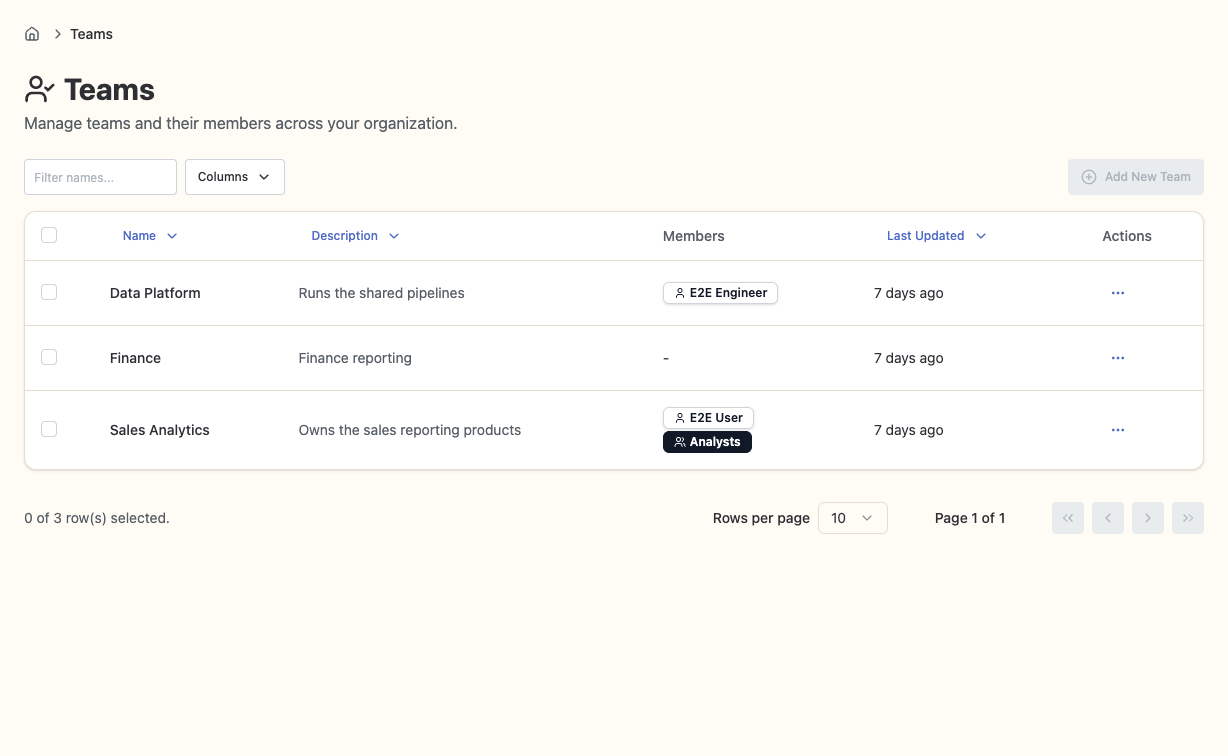 Teams
Teams
Manage teams and their members across your organization.
Filter names...
Columns
Add New Team
Name
Description
Members
Last Updated
Actions
Data Platform
Runs the shared pipelines
E2E Engineer
7 days ago
Finance
Finance reporting
-
7 days ago
Sales Analytics
Owns the sales reporting products
E2E User
Analysts
7 days ago
0 of 3 row(s) selected.
Rows per page
10
Page 1 of 1